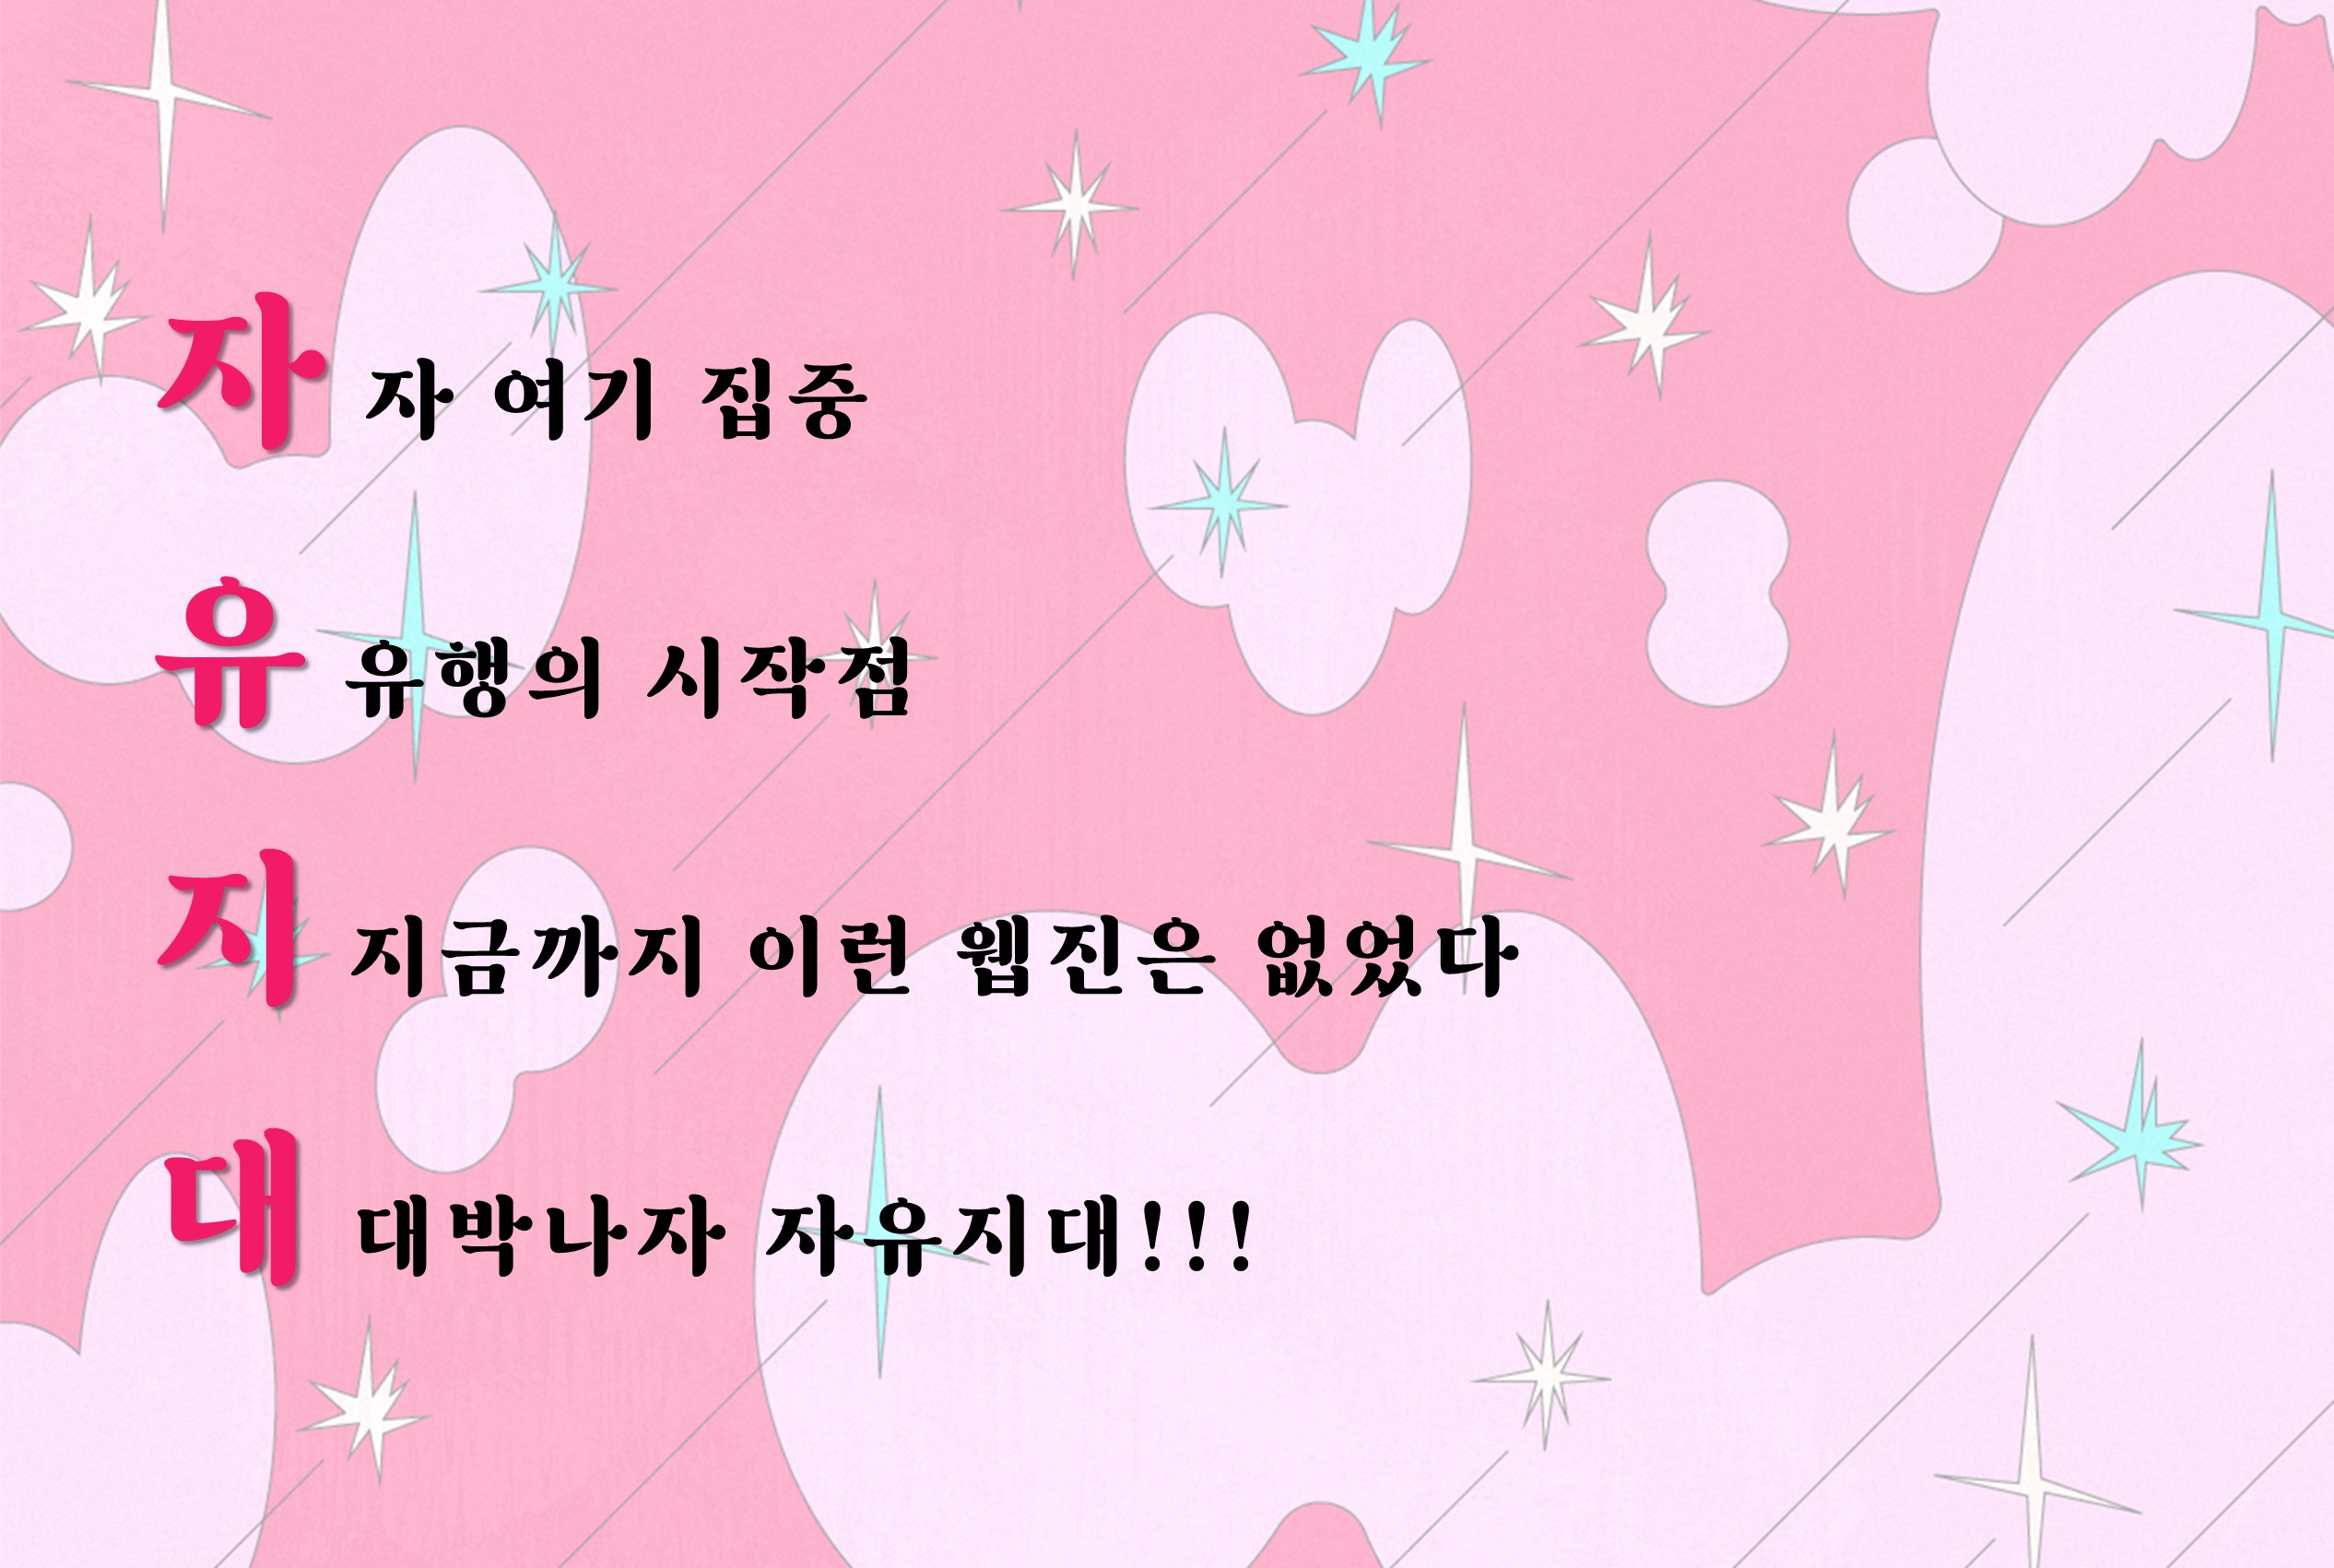 자 자 여기 집중
유 유행의 시작점
지 지금까지 이런 웹진은 없었다
대 대박나자 자유지대!!!